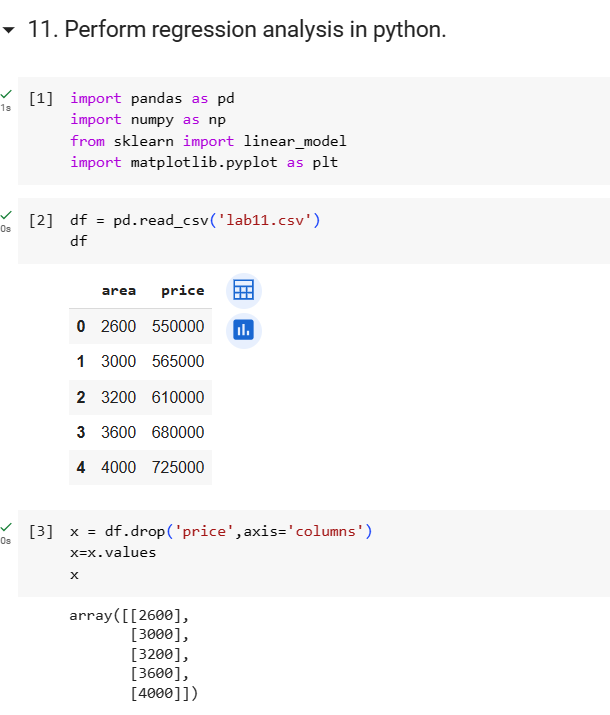 11. Perform regression analysis in python.
1s
[1] import pandas as pd
import numpy as np
from sklearn import linear_model
import matplotlib.pyplot as plt
0s
[2] df = pd.read_csv('lab11.csv')
df
area price
0 2600 550000
1 3000 565000
2 3200 610000
3 3600 680000
4 4000 725000
0s
[3] x = df.drop('price',axis='columns')
x=x.values
x
array([[2600],
[3000],
[3200],
[3600],
[4000]])